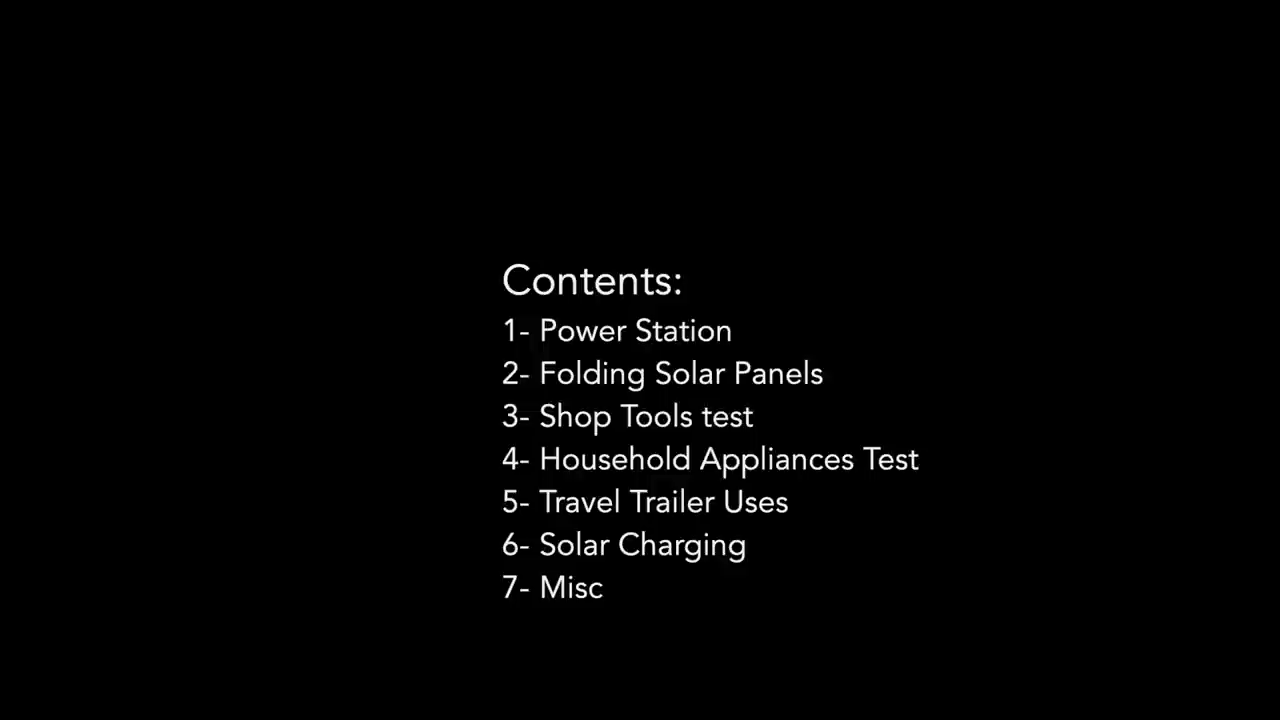 Contents:
1- Power Station
2- Folding Solar Panels
3- Shop Tools test
4- Household Appliances Test
5- Travel Trailer Uses
6- Solar Charging
7- Misc